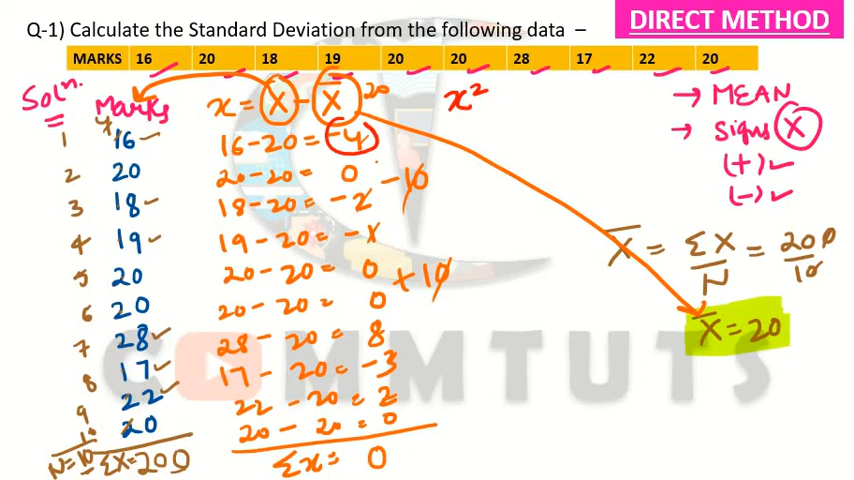 DIRECT METHOD
Q-1) Calculate the Standard Deviation from the following data –
MARKS 16 20 18 19 20 20 28 17 22 20
Solⁿ.
Marks
X
x = X - X̅ 20
x²
1 16 16-20 = -4
2 20 20-20 = 0 -10
3 18 18-20 = -2
4 19 19-20 = -1
5 20 20-20 = 0 +10
6 20 20-20 = 0
7 28 28-20 = 8
8 17 17-20 = -3
9 22 22-20 = 2
10 20 20-20 = 0
N=10 ΣX=200 Σx = 0
→ MEAN
→ Signs X
(+) ✓
(-) ✓
X̅ = ΣX/N = 200/10
X̅ = 20
COMMTUTS